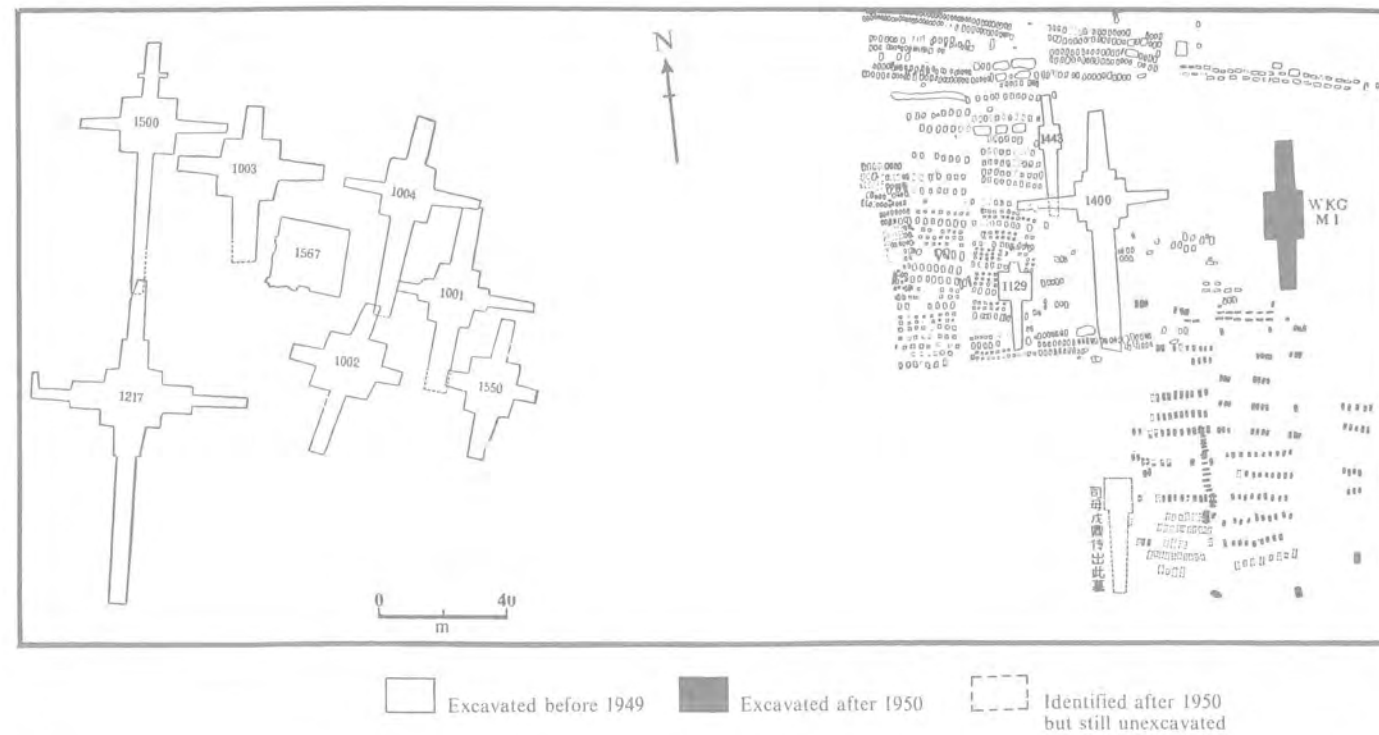 N
1500
1003
1004
1567
1001
1002
1550
1217
0 40
m
1443
1400
1129
WKG
M1
司母戊鼎传出此墓
Excavated before 1949
Excavated after 1950
Identified after 1950
but still unexcavated